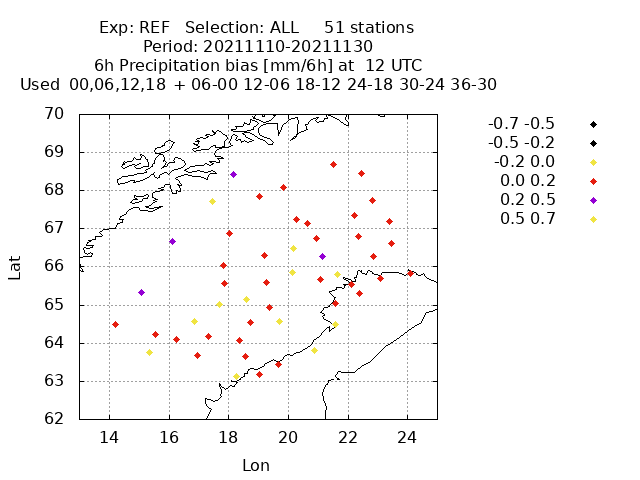 Exp: REF   Selection: ALL     51 stations
Period: 20211110-20211130
6h Precipitation bias [mm/6h] at  12 UTC
Used  00,06,12,18  + 06-00 12-06 18-12 24-18 30-24 36-30
-0.7 -0.5
-0.5 -0.2
-0.2 0.0
0.0 0.2
0.2 0.5
0.5 0.7
Lat
70
69
68
67
66
65
64
63
62
14 16 18 20 22 24
Lon